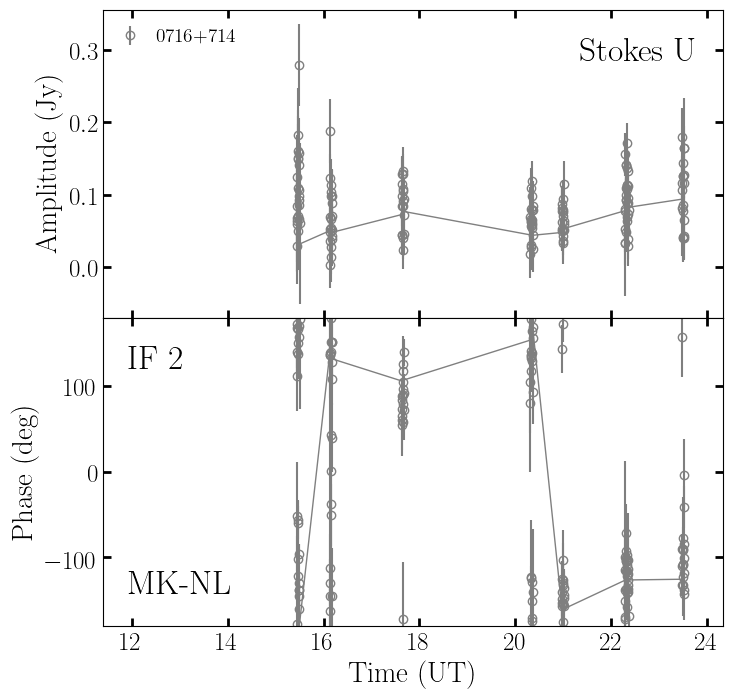 0716+714
Stokes U
0.3
0.2
0.1
0.0
Amplitude (Jy)
IF 2
100
0
−100
Phase (deg)
MK-NL
12 14 16 18 20 22 24
Time (UT)